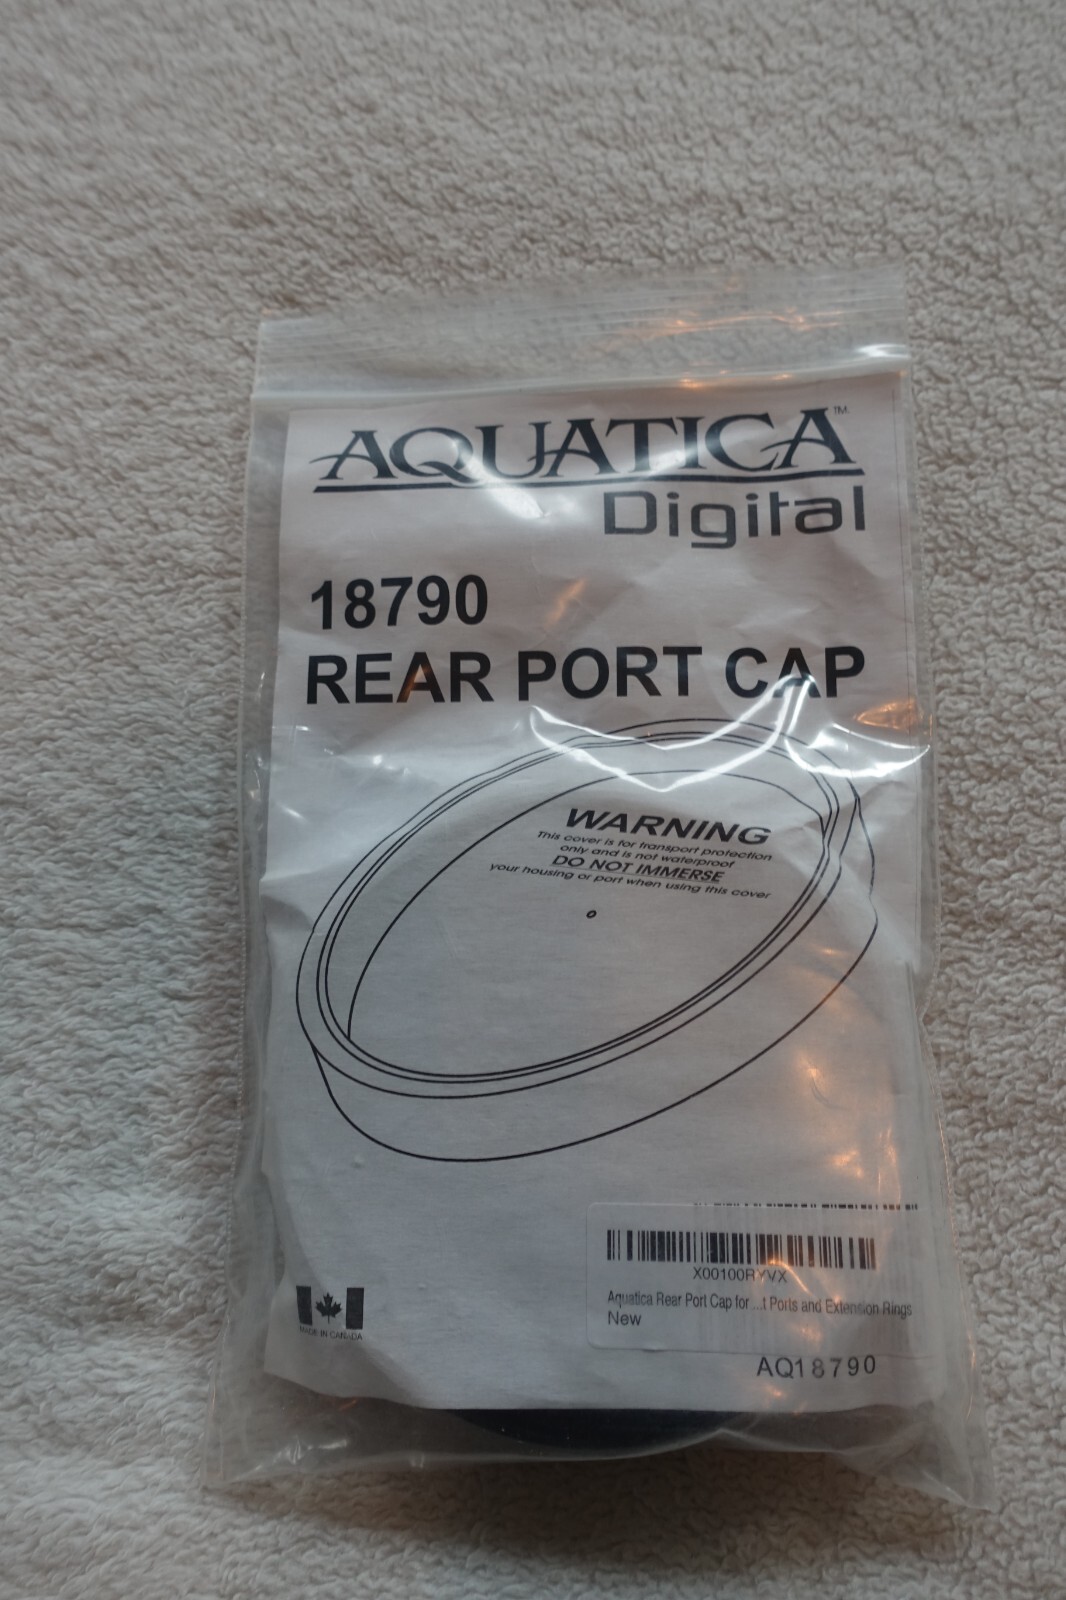 AQUATICA™
Digital
18790
REAR PORT CAP
WARNING
This cover is for transport protection
only and is not waterproof
DO NOT IMMERSE
your housing or port when using this cover
X00100RYVX
Aquatica Rear Port Cap for ...t Ports and Extension Rings
New
MADE IN CANADA
AQ18790